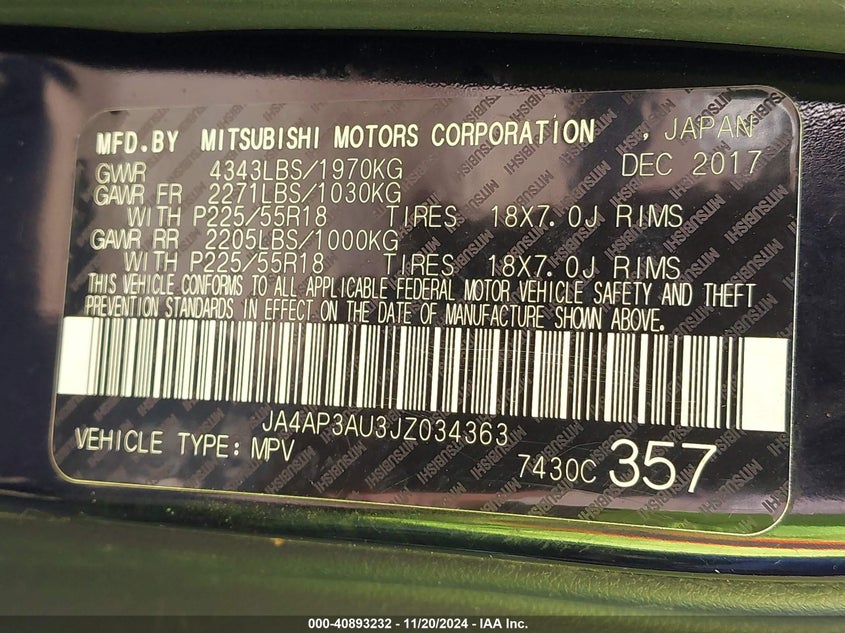 MFD.BY MITSUBISHI MOTORS CORPORATION , JAPAN
GVWR 4343LBS/1970KG DEC 2017
GAWR FR 2271LBS/1030KG
WITH P225/55R18 TIRES 18X7.0J RIMS
GAWR RR 2205LBS/1000KG
WITH P225/55R18 TIRES 18X7.0J RIMS
THIS VEHICLE CONFORMS TO ALL APPLICABLE FEDERAL MOTOR VEHICLE SAFETY AND THEFT
PREVENTION STANDARDS IN EFFECT ON THE DATE OF MANUFACTURE SHOWN ABOVE.
JA4AP3AU3JZ034363
VEHICLE TYPE: MPV 7430C 357
000-40893232 - 11/20/2024 - IAA Inc.